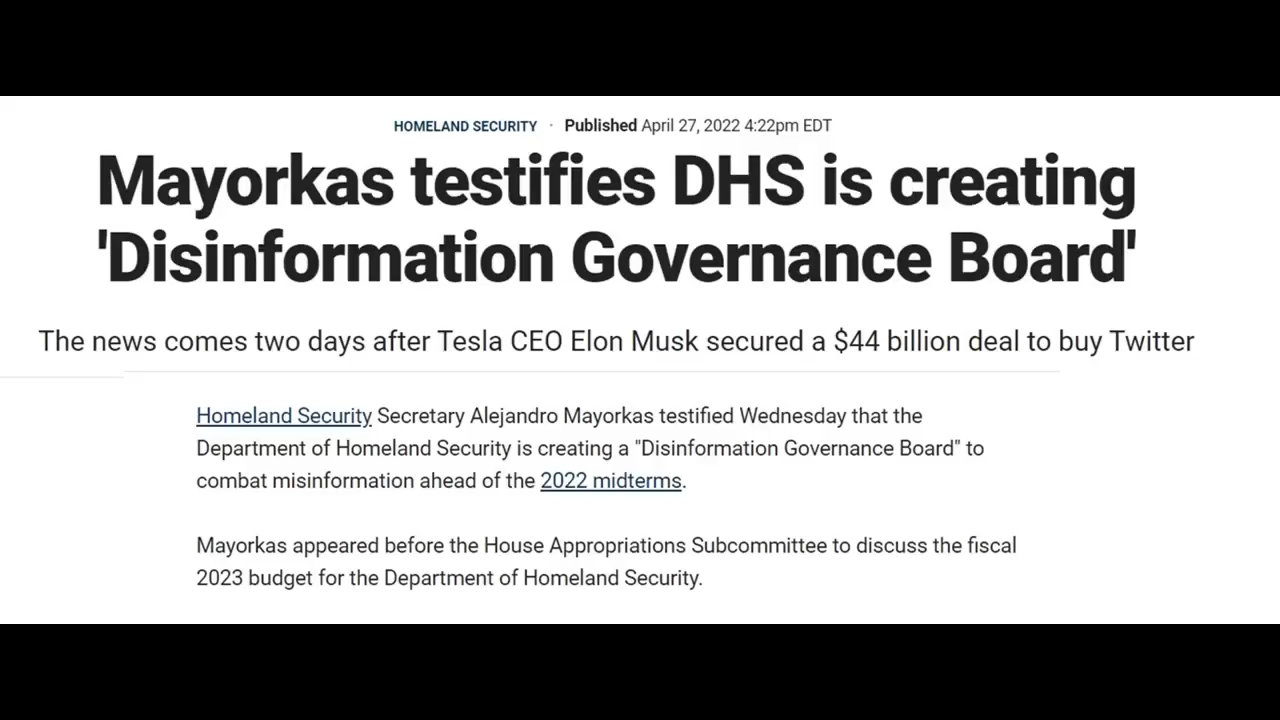 HOMELAND SECURITY · Published April 27, 2022 4:22pm EDT
Mayorkas testifies DHS is creating
'Disinformation Governance Board'
The news comes two days after Tesla CEO Elon Musk secured a $44 billion deal to buy Twitter
Homeland Security Secretary Alejandro Mayorkas testified Wednesday that the
Department of Homeland Security is creating a "Disinformation Governance Board" to
combat misinformation ahead of the 2022 midterms.
Mayorkas appeared before the House Appropriations Subcommittee to discuss the fiscal
2023 budget for the Department of Homeland Security.